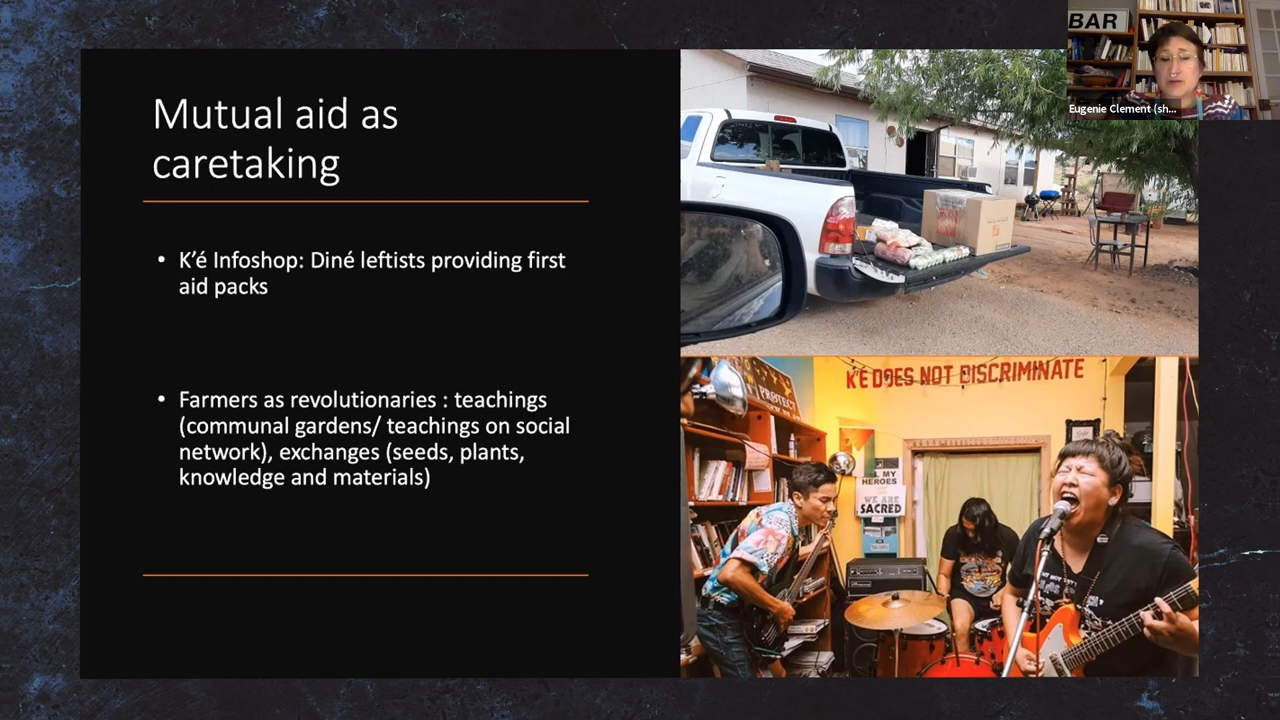 BAR
Eugenie Clement (sh...
Mutual aid as
caretaking
• K'é Infoshop: Diné leftists providing first
aid packs
• Farmers as revolutionaries : teachings
(communal gardens/ teachings on social
network), exchanges (seeds, plants,
knowledge and materials)
K'É DOES NOT DISCRIMINATE
PROTECT
MY
HEROES
WE ARE
SACRED